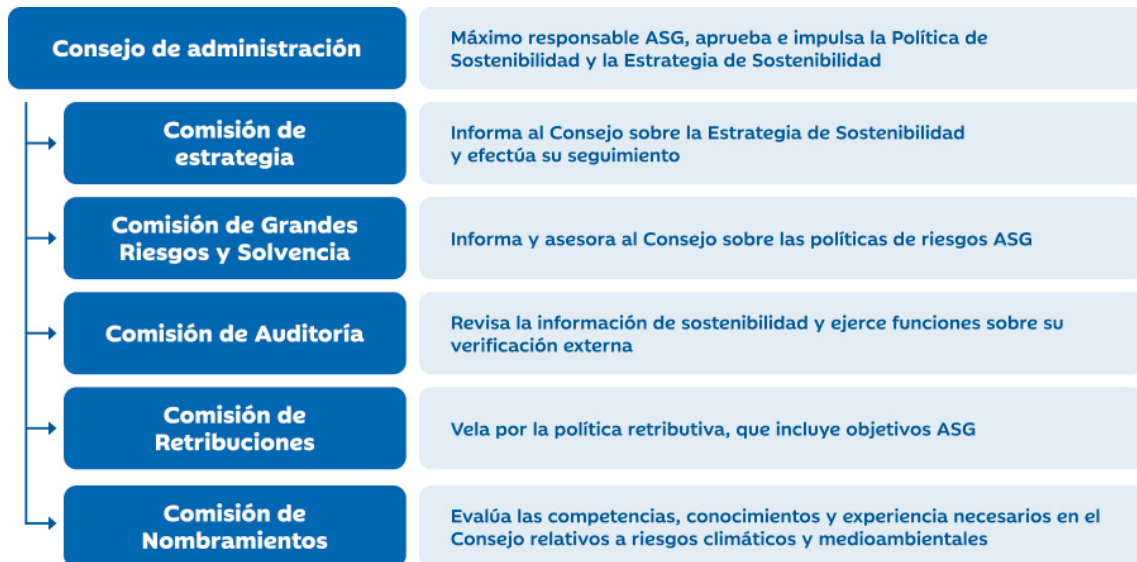 Consejo de administración
Máximo responsable ASG, aprueba e impulsa la Política de
Sostenibilidad y la Estrategia de Sostenibilidad
Comisión de
estrategia
Informa al Consejo sobre la Estrategia de Sostenibilidad
y efectúa su seguimiento
Comisión de Grandes
Riesgos y Solvencia
Informa y asesora al Consejo sobre las políticas de riesgos ASG
Comisión de Auditoría
Revisa la información de sostenibilidad y ejerce funciones sobre su
verificación externa
Comisión de
Retribuciones
Vela por la política retributiva, que incluye objetivos ASG
Comisión de
Nombramientos
Evalúa las competencias, conocimientos y experiencia necesarios en el
Consejo relativos a riesgos climáticos y medioambientales